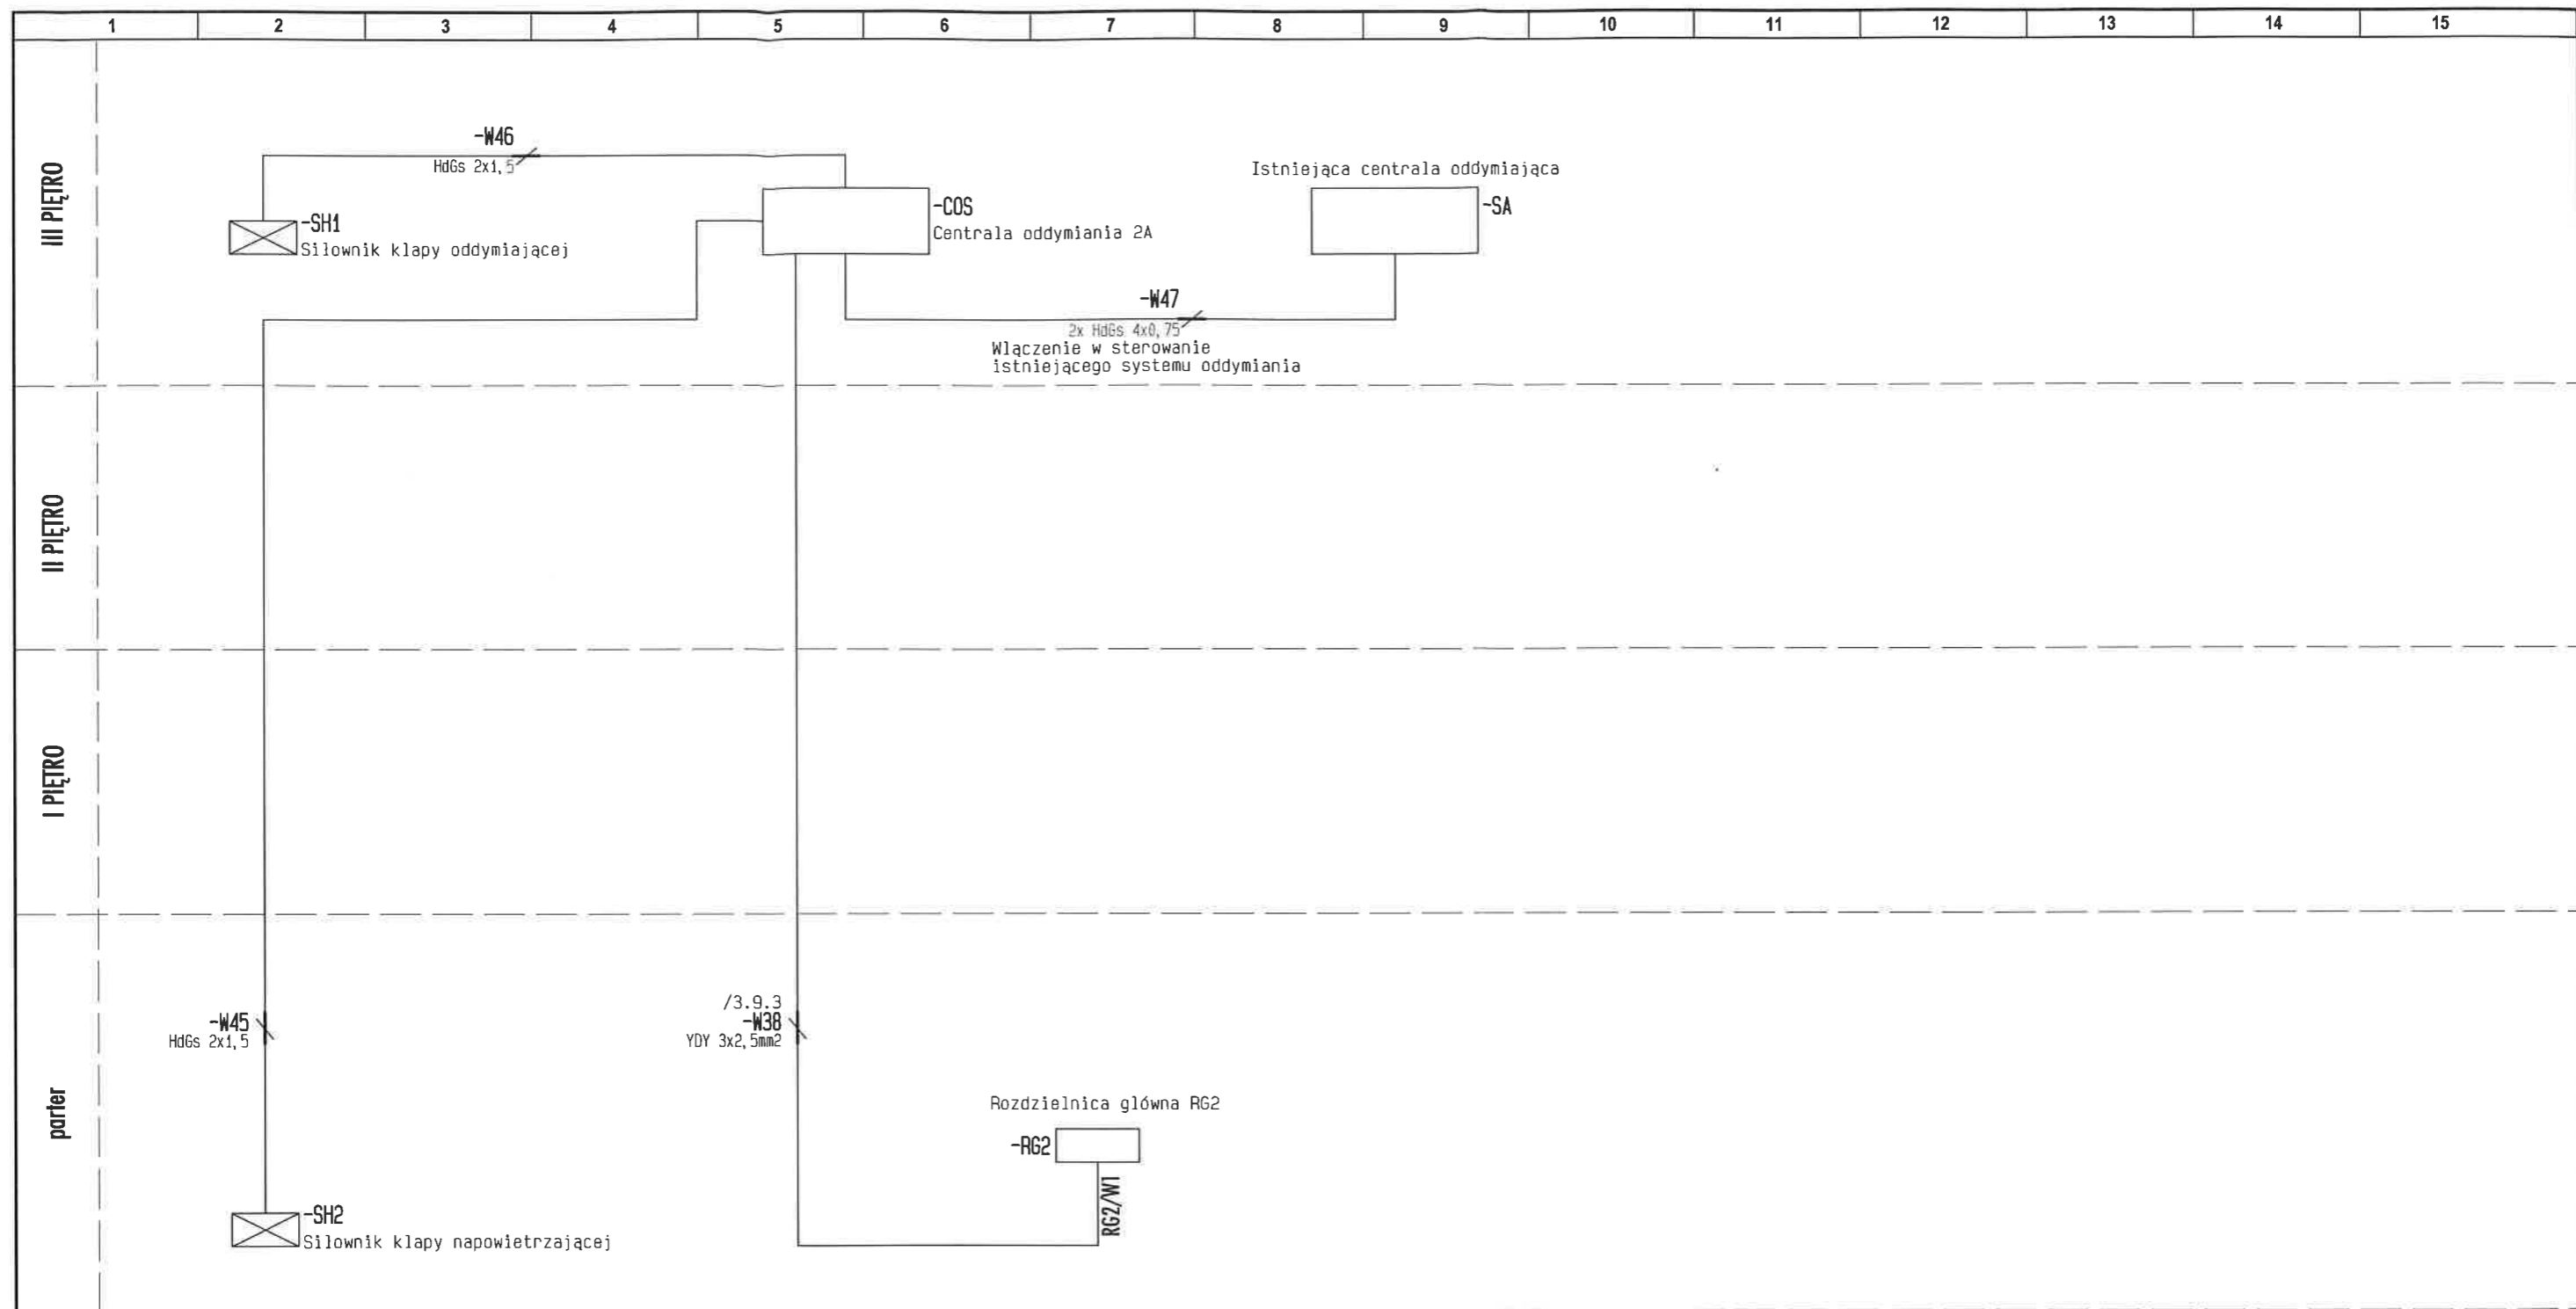 1 2 3 4 5 6 7 8 9 10 11 12 13 14 15
III PIĘTRO
-W46
HdGs 2x1,5
-SH1
Silownik klapy oddymiającej
-COS
Centrala oddymiania 2A
Istniejąca centrala oddymiająca
-SA
-W47
2x HdGs 4x0,75
Wlączenie w sterowanie
istniejącego systemu oddymiania
II PIĘTRO
I PIĘTRO
parter
-W45
HdGs 2x1,5
/3.9.3
-W38
YDY 3x2,5mm2
Rozdzielnica glówna RG2
-RG2
RG2/W1
-SH2
Silownik klapy napowietrzającej